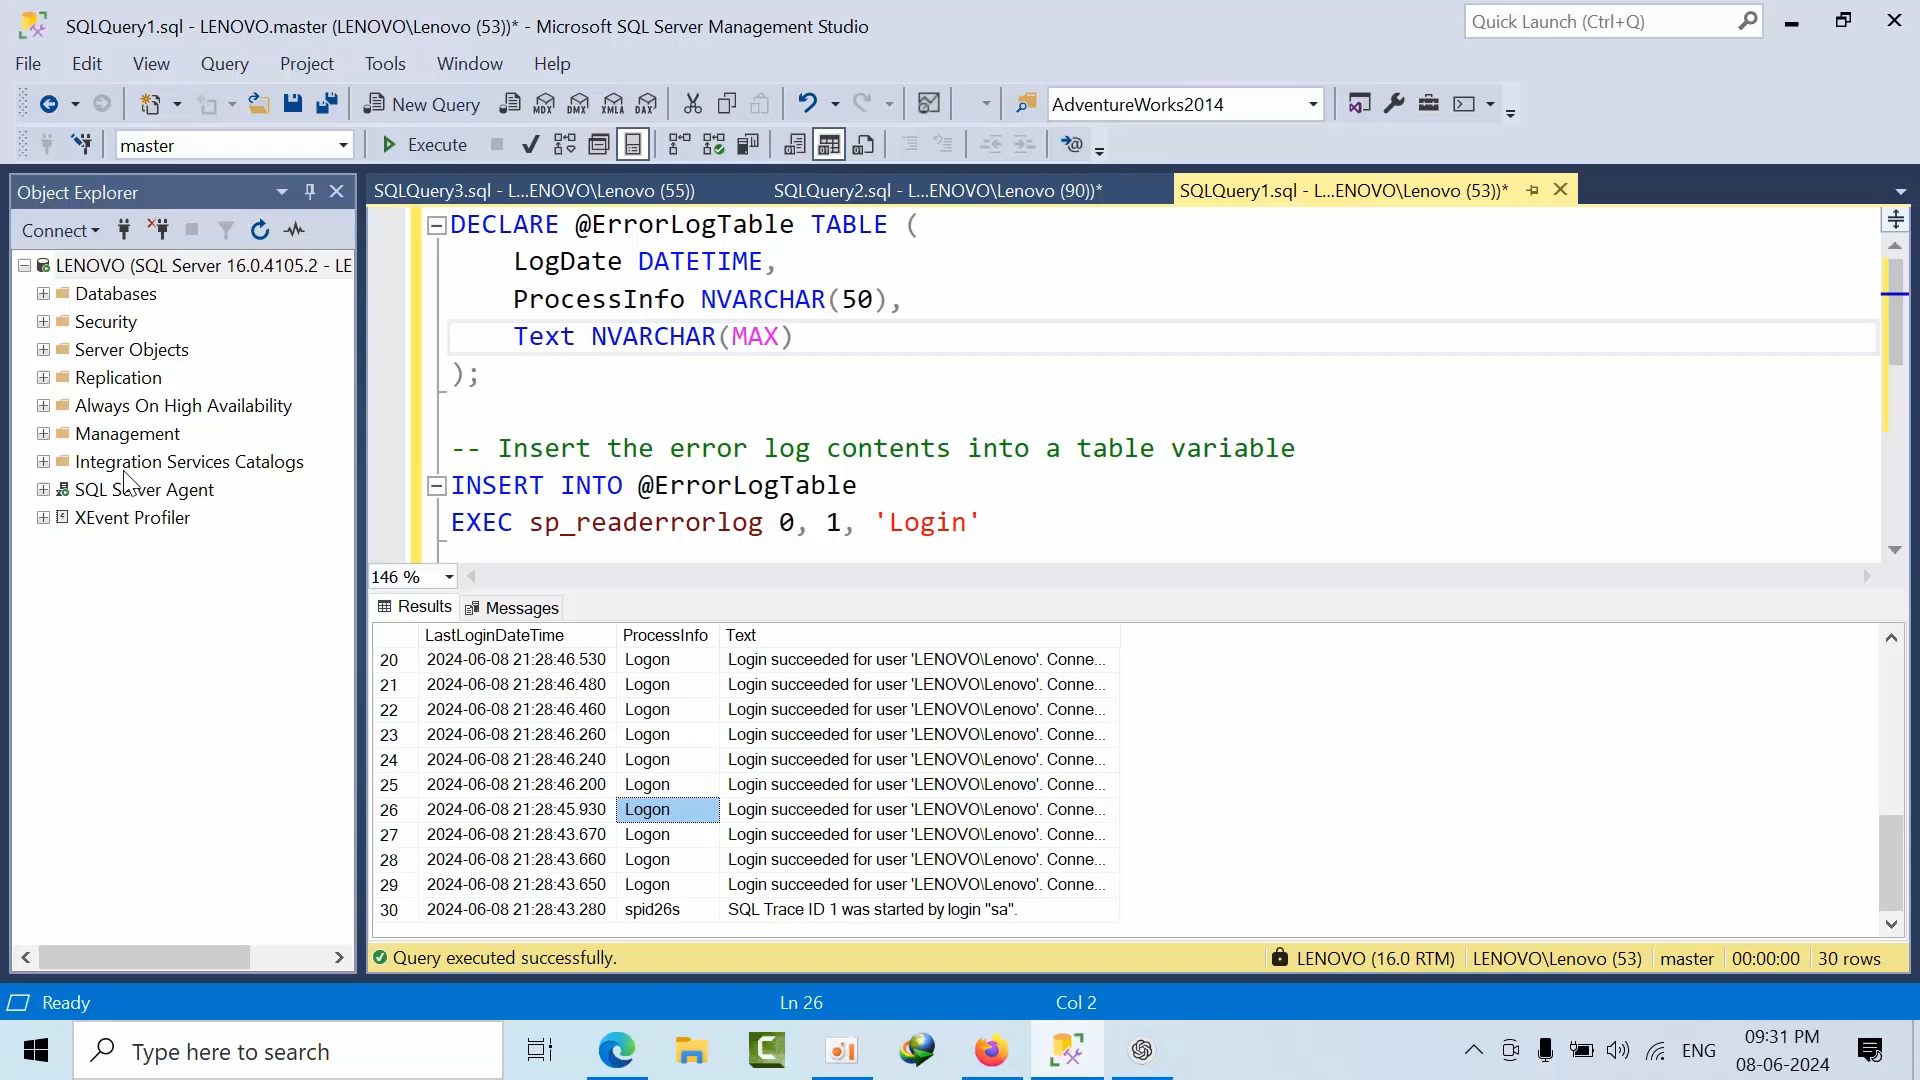 SQLQuery1.sql - LENOVO.master (LENOVO\Lenovo (53))* - Microsoft SQL Server Management Studio
Quick Launch (Ctrl+Q)
File Edit View Query Project Tools Window Help
New Query MDX DMX XMLA DAX AdventureWorks2014
master Execute
Object Explorer
SQLQuery3.sql - L...ENOVO\Lenovo (55)) SQLQuery2.sql - L...ENOVO\Lenovo (90))* SQLQuery1.sql - L...ENOVO\Lenovo (53))*
Connect
LENOVO (SQL Server 16.0.4105.2 - LE
Databases
Security
Server Objects
Replication
Always On High Availability
Management
Integration Services Catalogs
SQL Server Agent
XEvent Profiler
DECLARE @ErrorLogTable TABLE (
LogDate DATETIME,
ProcessInfo NVARCHAR(50),
Text NVARCHAR(MAX)
);
-- Insert the error log contents into a table variable
INSERT INTO @ErrorLogTable
EXEC sp_readerrorlog 0, 1, 'Login'
146 %
Results Messages
LastLoginDateTime ProcessInfo Text
20 2024-06-08 21:28:46.530 Logon Login succeeded for user 'LENOVO\Lenovo'. Conne...
21 2024-06-08 21:28:46.480 Logon Login succeeded for user 'LENOVO\Lenovo'. Conne...
22 2024-06-08 21:28:46.460 Logon Login succeeded for user 'LENOVO\Lenovo'. Conne...
23 2024-06-08 21:28:46.260 Logon Login succeeded for user 'LENOVO\Lenovo'. Conne...
24 2024-06-08 21:28:46.240 Logon Login succeeded for user 'LENOVO\Lenovo'. Conne...
25 2024-06-08 21:28:46.200 Logon Login succeeded for user 'LENOVO\Lenovo'. Conne...
26 2024-06-08 21:28:45.930 Logon Login succeeded for user 'LENOVO\Lenovo'. Conne...
27 2024-06-08 21:28:43.670 Logon Login succeeded for user 'LENOVO\Lenovo'. Conne...
28 2024-06-08 21:28:43.660 Logon Login succeeded for user 'LENOVO\Lenovo'. Conne...
29 2024-06-08 21:28:43.650 Logon Login succeeded for user 'LENOVO\Lenovo'. Conne...
30 2024-06-08 21:28:43.280 spid26s SQL Trace ID 1 was started by login "sa".
Query executed successfully. LENOVO (16.0 RTM) LENOVO\Lenovo (53) master 00:00:00 30 rows
Ready Ln 26 Col 2
Type here to search
ENG
09:31 PM
08-06-2024